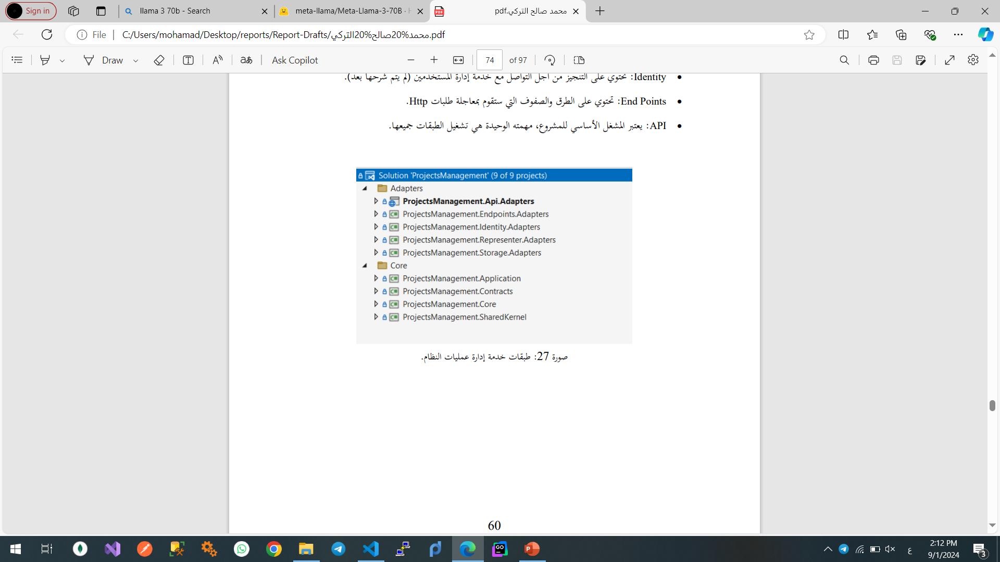 Sign in
llama 3 70b - Search
meta-llama/Meta-Llama-3-70B · H
محمد صالح التركي.pdf
File
C:/Users/mohamad/Desktop/reports/Report-Drafts/محمد%20صالح%20التركي.pdf
Draw
aあ
Ask Copilot
74
of 97
• Identity: تحتوي على التنجيز من أجل التواصل مع خدمة إدارة المستخدمين (لم يتم شرحها بعد).
• End Points: تحتوي على الطرق والصفوف التي ستقوم بمعالجة طلبات Http.
• API: يعتبر المشغل الأساسي للمشروع، مهمته الوحيدة هي تشغيل الطبقات جميعها.
Solution 'ProjectsManagement' (9 of 9 projects)
Adapters
ProjectsManagement.Api.Adapters
ProjectsManagement.Endpoints.Adapters
ProjectsManagement.Identity.Adapters
ProjectsManagement.Representer.Adapters
ProjectsManagement.Storage.Adapters
Core
ProjectsManagement.Application
ProjectsManagement.Contracts
ProjectsManagement.Core
ProjectsManagement.SharedKernel
صورة 27: طبقات خدمة إدارة عمليات النظام.
60
ع
2:12 PM
9/1/2024
3